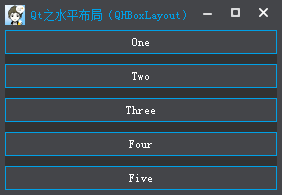 Qt之水平布局（QHBoxLayout）
One
Two
Three
Four
Five